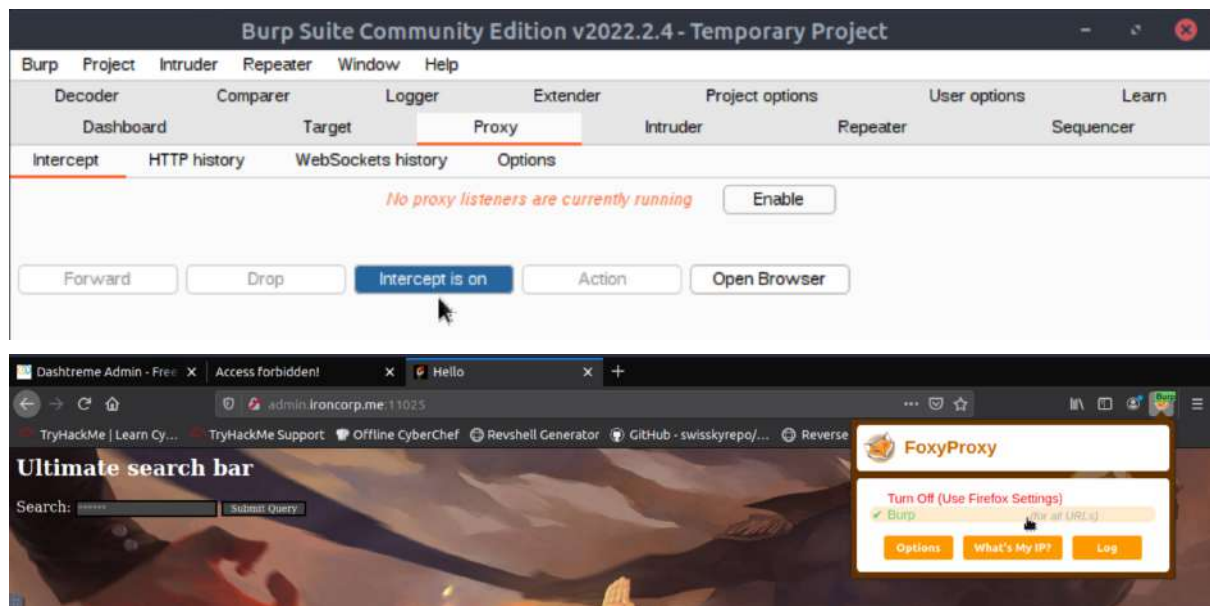 Burp Suite Community Edition v2022.2.4 - Temporary Project
Burp Project Intruder Repeater Window Help
Decoder Comparer Logger Extender Project options User options Learn
Dashboard Target Proxy Intruder Repeater Sequencer
Intercept HTTP history WebSockets history Options
No proxy listeners are currently running Enable
Forward Drop Intercept is on Action Open Browser
Dashtreme Admin - Free Access forbidden! Hello
admin.ironcorp.me:11025 Burp
TryHackMe | Learn Cy... TryHackMe Support Offline CyberChef Revshell Generator GitHub - swisskyrepo/... Reverse
FoxyProxy
Ultimate search bar
Turn Off (Use Firefox Settings)
Search: Submit Query
Burp (for all URLs)
Options What's My IP? Log